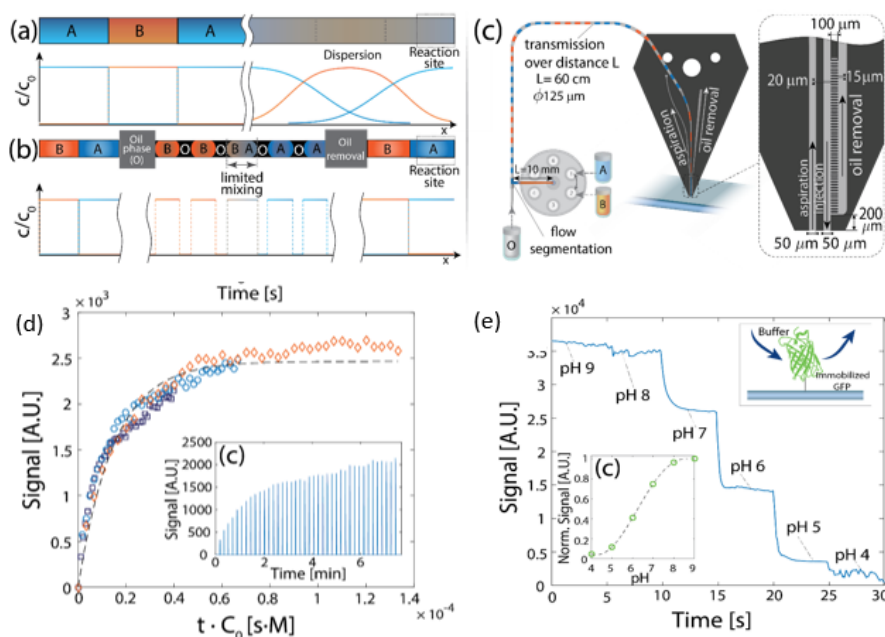 (a)
A B A
Dispersion
Reaction site
c/c₀
x
(b)
B A
Oil phase (O)
B O B O B A O A O A
Oil removal
B A
limited mixing
Reaction site
c/c₀
x
(c)
transmission over distance L
L= 60 cm
ϕ125 µm
aspiration
oil removal
L=10 mm
A
B
flow segmentation
O
100 µm
20 µm
15 µm
aspiration
injection
oil removal
200 µm
50 µm 50 µm
Time [s]
(d)
× 10³
3
2.5
2.0
1.5
1.0
0.5
0
Signal [A.U.]
0 0.2 0.4 0.6 0.8 1 1.2 1.4
× 10⁻⁴
t · C₀ [s·M]
(c)
2500
2000
1500
1000
500
0
Signal [A.U.]
0 2 4 6
Time [min]
(e)
× 10⁴
4
3.5
3
2.5
2
1.5
1
0.5
0
Signal [A.U.]
pH 9
pH 8
pH 7
pH 6
pH 5
pH 4
Buffer
Immobilized GFP
(c)
1
0.8
0.6
0.4
0.2
0
Norm. Signal [A.U.]
4 5 6 7 8 9
pH
0 5 10 15 20 25 30
Time [s]